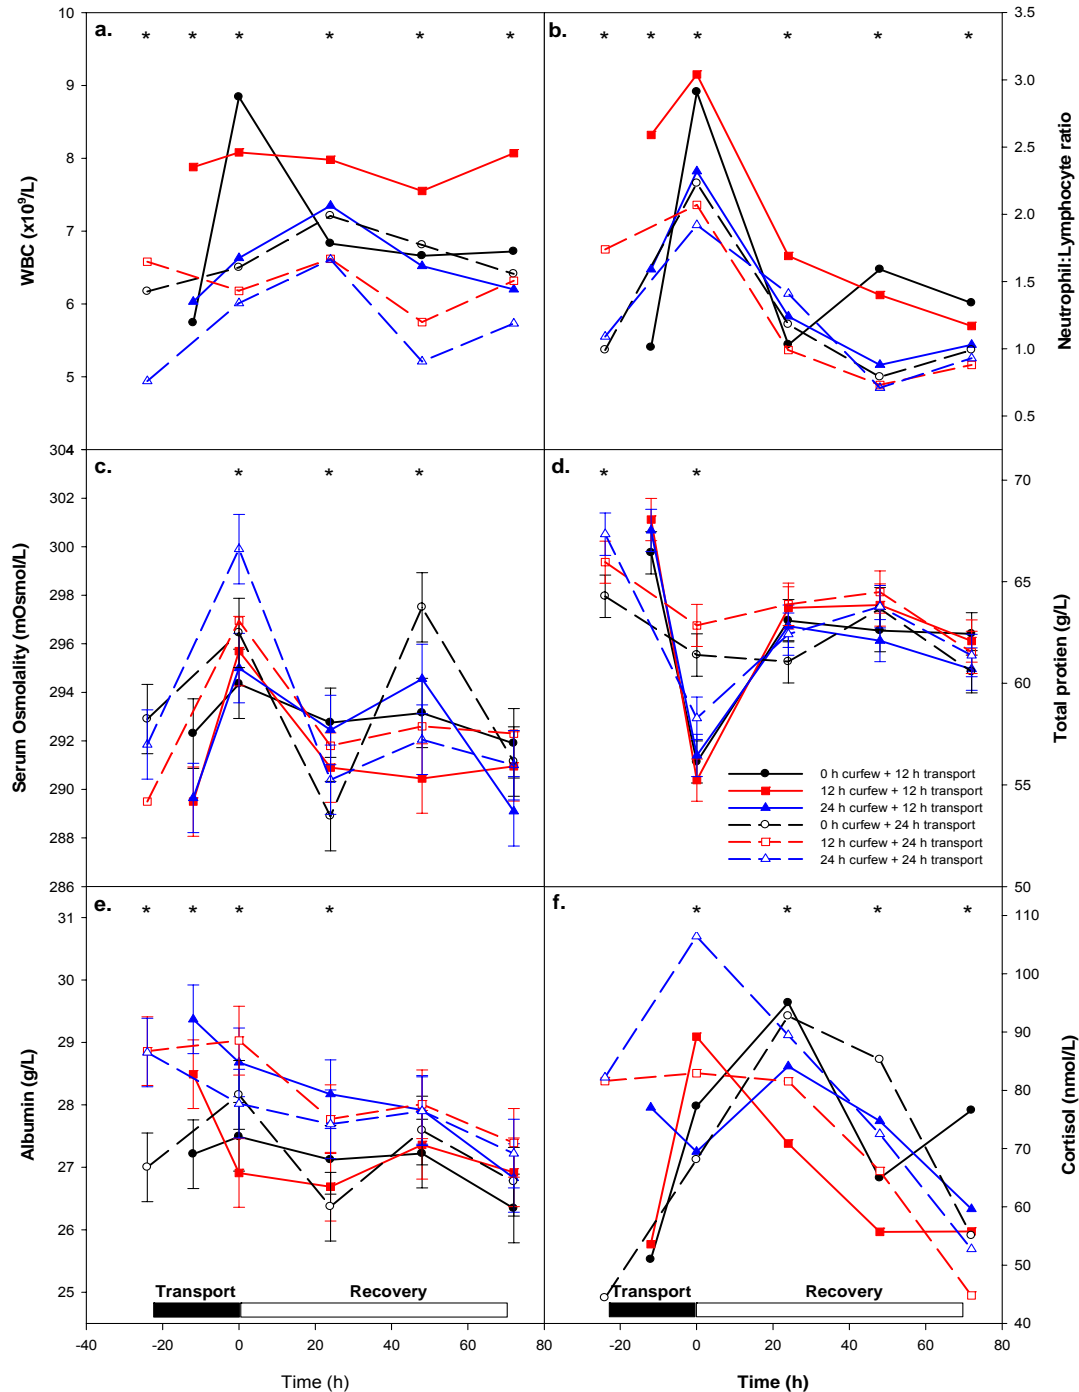 a.
* * * * * *
10
9
8
7
6
5
WBC (x10⁹/L)
b.
* * * * * *
3.5
3.0
2.5
2.0
1.5
1.0
0.5
Neutrophil:Lymphocyte ratio
c.
* * *
304
302
300
298
296
294
292
290
288
286
Serum Osmolality (mOsmol/L)
d.
* *
70
65
60
55
50
Total protien (g/L)
0 h curfew + 12 h transport
12 h curfew + 12 h transport
24 h curfew + 12 h transport
0 h curfew + 24 h transport
12 h curfew + 24 h transport
24 h curfew + 24 h transport
e.
* * * *
31
30
29
28
27
26
25
Albumin (g/L)
Transport Recovery
-40 -20 0 20 40 60 80
Time (h)
f.
* * * *
110
100
90
80
70
60
50
40
Cortisol (nmol/L)
Transport Recovery
-20 0 20 40 60 80
Time (h)